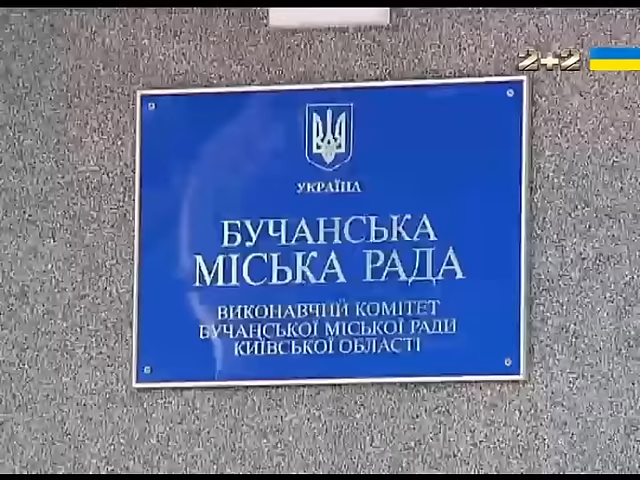 2+2
УКРАЇНА
БУЧАНСЬКА
МІСЬКА РАДА
ВИКОНАВЧИЙ КОМІТЕТ
БУЧАНСЬКОЇ МІСЬКОЇ РАДИ
КИЇВСЬКОЇ ОБЛАСТІ